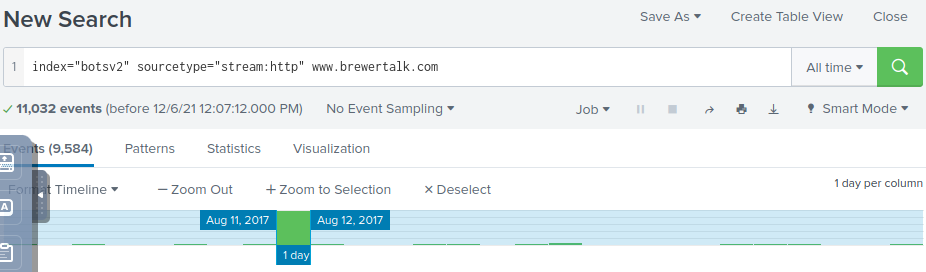 New Search
Save As ▾ Create Table View Close
1 index="botsv2" sourcetype="stream:http" www.brewertalk.com
All time ▾
✓ 11,032 events (before 12/6/21 12:07:12.000 PM) No Event Sampling ▾ Job ▾ Smart Mode ▾
Events (9,584) Patterns Statistics Visualization
Format Timeline ▾ — Zoom Out + Zoom to Selection × Deselect 1 day per column
Aug 11, 2017 Aug 12, 2017
1 day
A